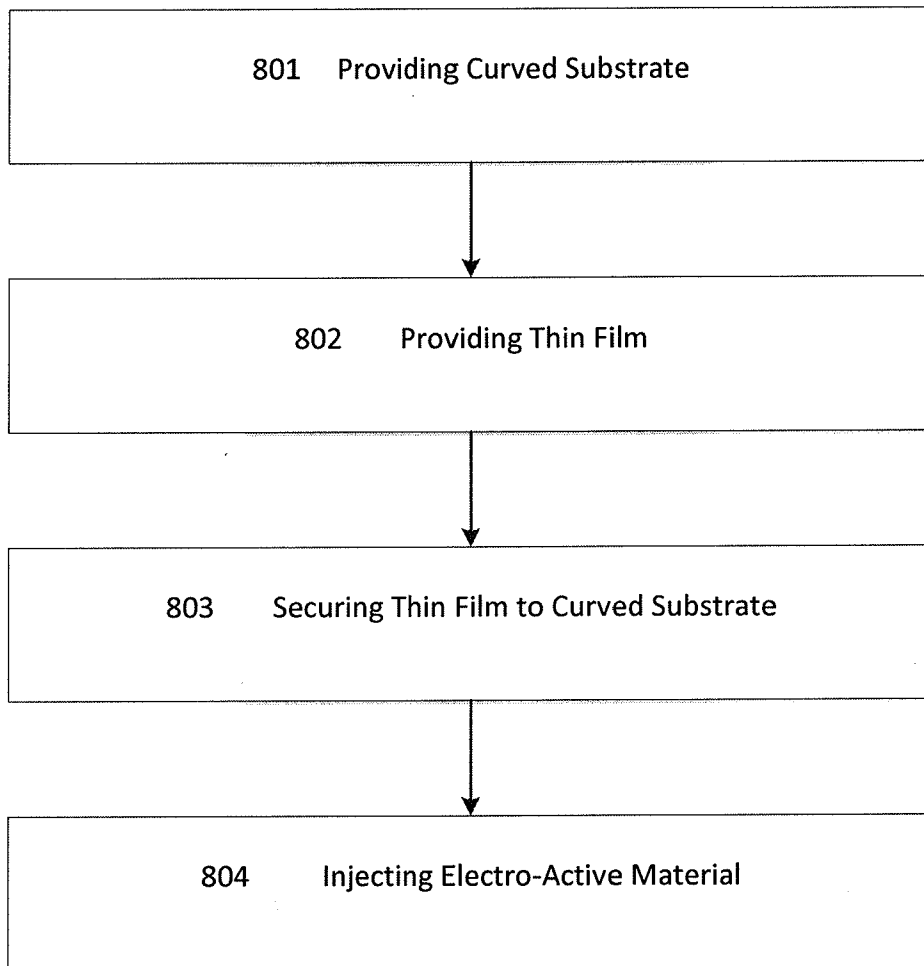 801 Providing Curved Substrate
802 Providing Thin Film
803 Securing Thin Film to Curved Substrate
804 Injecting Electro-Active Material